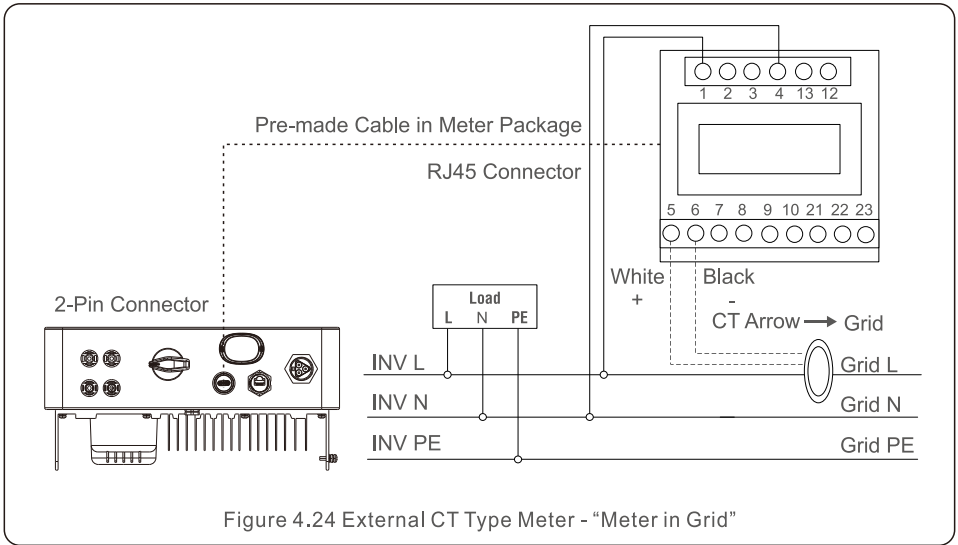 1 2 3 4 13 12
Pre-made Cable in Meter Package
RJ45 Connector
5 6 7 8 9 10 21 22 23
White
+
Black
-
CT Arrow → Grid
2-Pin Connector
Load
L N PE
INV L
Grid L
INV N
Grid N
INV PE
Grid PE
Figure 4.24 External CT Type Meter - “Meter in Grid”